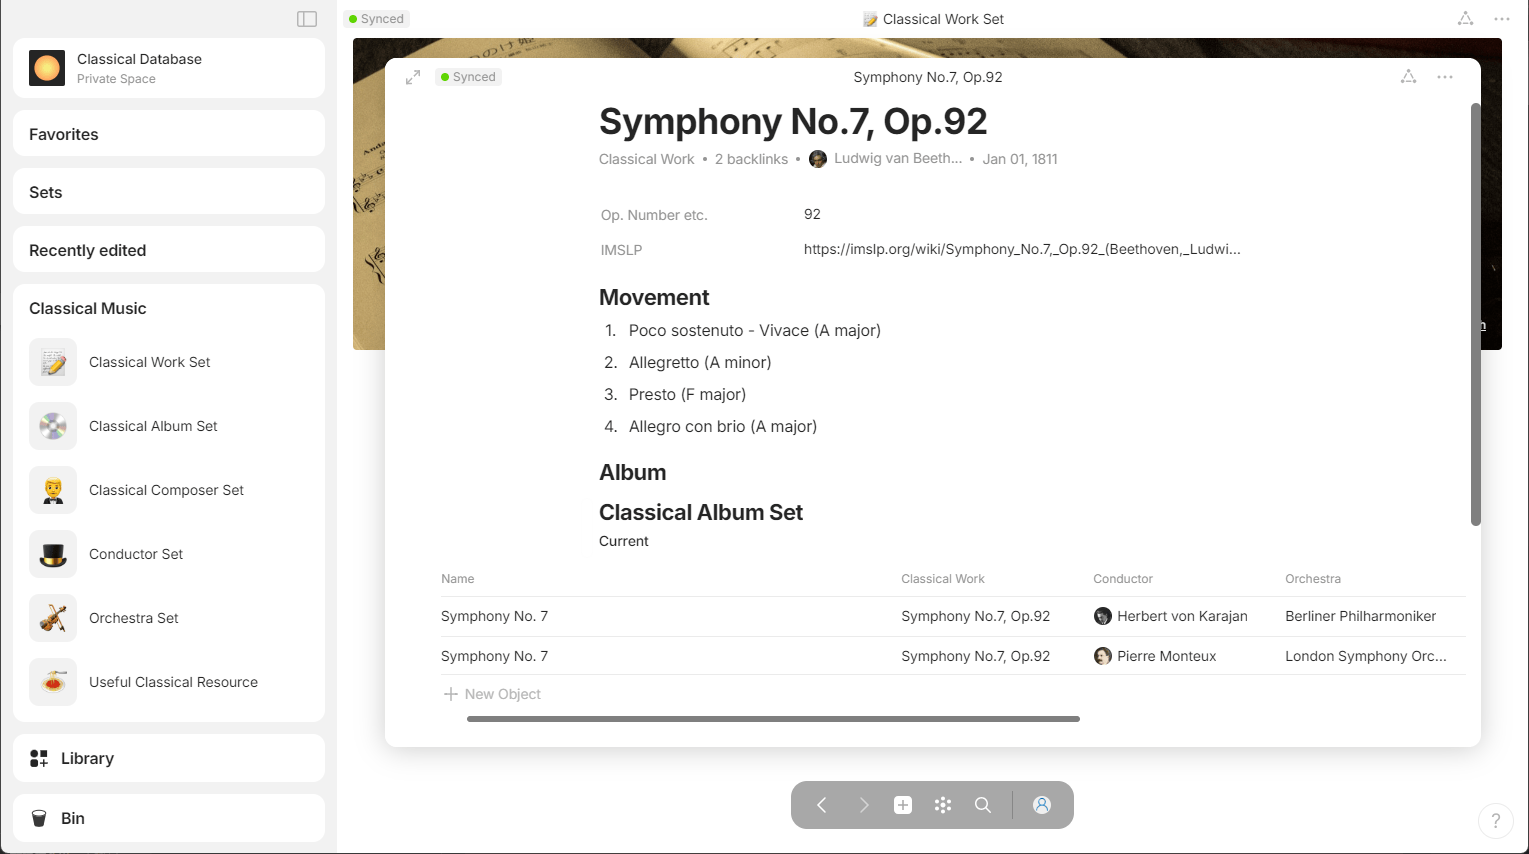 Classical Database
Private Space
Favorites
Sets
Recently edited
Classical Music
Classical Work Set
Classical Album Set
Classical Composer Set
Conductor Set
Orchestra Set
Useful Classical Resource
Library
Bin
Synced
Classical Work Set
Synced
Symphony No.7, Op.92
Symphony No.7, Op.92
Classical Work • 2 backlinks • Ludwig van Beeth... • Jan 01, 1811
Op. Number etc. 92
IMSLP https://imslp.org/wiki/Symphony_No.7,_Op.92_(Beethoven,_Ludwi...
Movement
1. Poco sostenuto - Vivace (A major)
2. Allegretto (A minor)
3. Presto (F major)
4. Allegro con brio (A major)
Album
Classical Album Set
Current
Name Classical Work Conductor Orchestra
Symphony No. 7 Symphony No.7, Op.92 Herbert von Karajan Berliner Philharmoniker
Symphony No. 7 Symphony No.7, Op.92 Pierre Monteux London Symphony Orc...
New Object
?